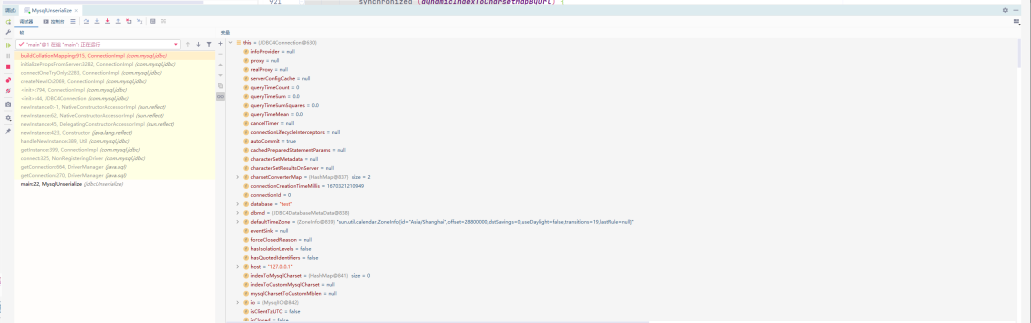 921 synchronized (dynamicIndexToCharsetMapByUrl) {
调试: MysqlUnserialize ×
调试器 控制台
帧
变量
"main"@1 在组 "main": 正在运行
buildCollationMapping:913, ConnectionImpl (com.mysql.jdbc)
initializePropsFromServer:3282, ConnectionImpl (com.mysql.jdbc)
connectOneTryOnly:2283, ConnectionImpl (com.mysql.jdbc)
createNewIO:2069, ConnectionImpl (com.mysql.jdbc)
<init>:794, ConnectionImpl (com.mysql.jdbc)
<init>:44, JDBC4Connection (com.mysql.jdbc)
newInstance0:-1, NativeConstructorAccessorImpl (sun.reflect)
newInstance:62, NativeConstructorAccessorImpl (sun.reflect)
newInstance:45, DelegatingConstructorAccessorImpl (sun.reflect)
newInstance:423, Constructor (java.lang.reflect)
handleNewInstance:389, Util (com.mysql.jdbc)
getInstance:399, ConnectionImpl (com.mysql.jdbc)
connect:325, NonRegisteringDriver (com.mysql.jdbc)
getConnection:664, DriverManager (java.sql)
getConnection:270, DriverManager (java.sql)
main:22, MysqlUnserialize (jdbcUnserialize)
this = {JDBC4Connection@830}
infoProvider = null
proxy = null
realProxy = null
serverConfigCache = null
queryTimeCount = 0
queryTimeSum = 0.0
queryTimeSumSquares = 0.0
queryTimeMean = 0.0
cancelTimer = null
connectionLifecycleInterceptors = null
autoCommit = true
cachedPreparedStatementParams = null
characterSetMetadata = null
characterSetResultsOnServer = null
charsetConverterMap = {HashMap@837} size = 2
connectionCreationTimeMillis = 1670321210949
connectionId = 0
database = "test"
dbmd = {JDBC4DatabaseMetaData@838}
defaultTimeZone = {ZoneInfo@839} "sun.util.calendar.ZoneInfo[id="Asia/Shanghai",offset=28800000,dstSavings=0,useDaylight=false,transitions=19,lastRule=null]"
eventSink = null
forceClosedReason = null
hasIsolationLevels = false
hasQuotedIdentifiers = false
host = "127.0.0.1"
indexToMysqlCharset = {HashMap@841} size = 0
indexToCustomMysqlCharset = null
mysqlCharsetToCustomMblen = null
io = {MysqlIO@842}
isClientTzUTC = false
isClosed = false